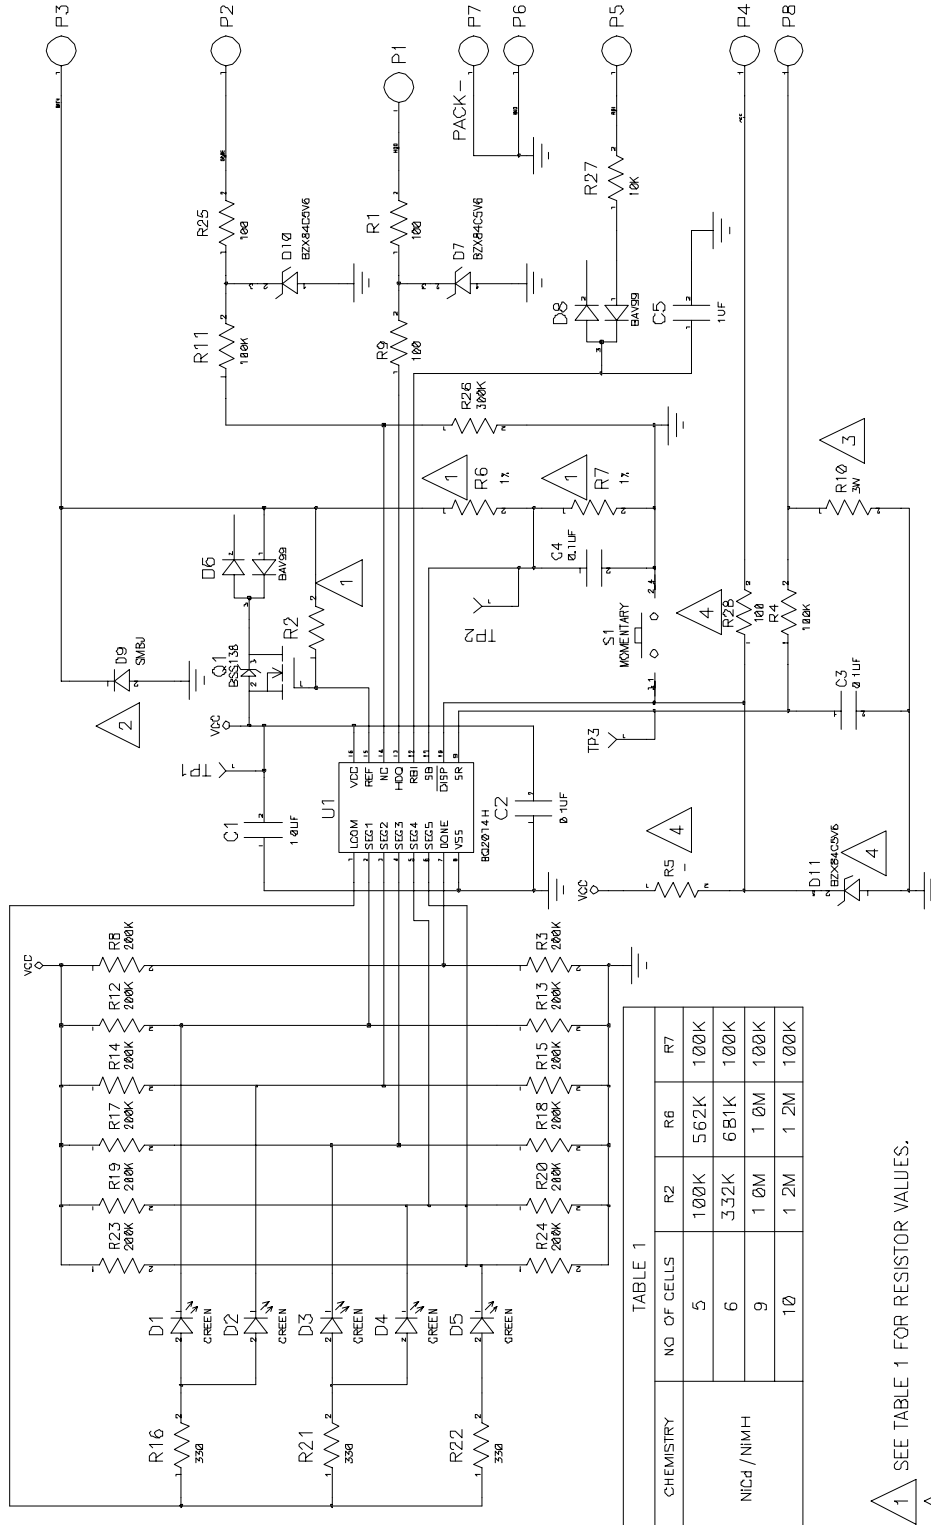 P3
P2
P1
P7
P6
P5
P4
P8
PACK-
R25
100
D10
BZX84C5V6
R11
100K
R1
100
D7
BZX84C5V6
R9
100
R27
10K
D8
BAV99
C5
1UF
R26
300K
R6
1%
1
R7
1%
1
R10
3W
3
D6
BAV99
R2
1
C4
0.1UF
TP2
D9
SMBJ
2
Q1
BSS138
VCC
TP1
C1
1.0UF
S1
MOMENTARY
4
R28
100
R4
100K
C3
0.1UF
TP3
U1
BQ2014H
LCOM
SEG1
SEG2
SEG3
SEG4
SEG5
DONE
VSS
VCC
REF
NC
HDQ
RBI
SB
DISP
SR
C2
0.1UF
VCC
R5
-
4
D11
BZX84C5V6
4
VCC
R8
200K
R12
200K
R14
200K
R17
200K
R19
200K
R23
200K
R3
200K
R13
200K
R15
200K
R18
200K
R20
200K
R24
200K
D1
GREEN
D2
GREEN
D3
GREEN
D4
GREEN
D5
GREEN
R16
330
R21
330
R22
330
TABLE 1
CHEMISTRY NO OF CELLS R2 R6 R7
NiCd / NiMH
5 100K 562K 100K
6 332K 681K 100K
9 1.0M 1.0M 100K
10 1.2M 1.2M 100K
1 SEE TABLE 1 FOR RESISTOR VALUES.